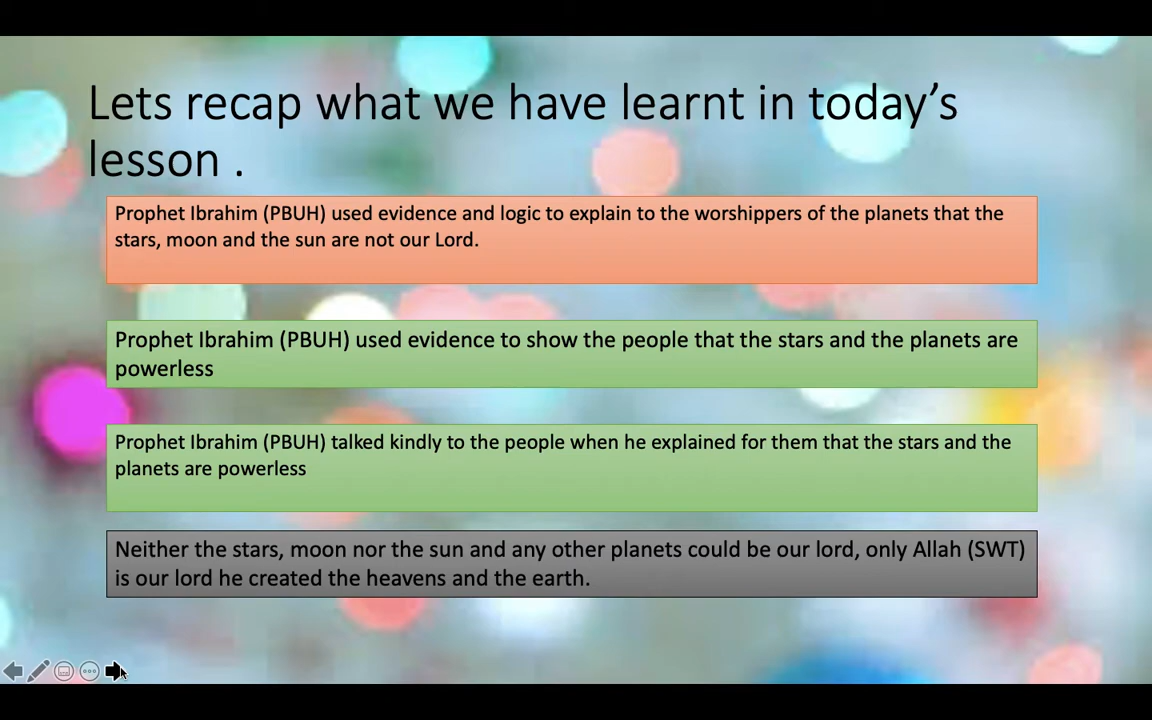 Lets recap what we have learnt in today’s
lesson .
Prophet Ibrahim (PBUH) used evidence and logic to explain to the worshippers of the planets that the
stars, moon and the sun are not our Lord.
Prophet Ibrahim (PBUH) used evidence to show the people that the stars and the planets are
powerless
Prophet Ibrahim (PBUH) talked kindly to the people when he explained for them that the stars and the
planets are powerless
Neither the stars, moon nor the sun and any other planets could be our lord, only Allah (SWT)
is our lord he created the heavens and the earth.